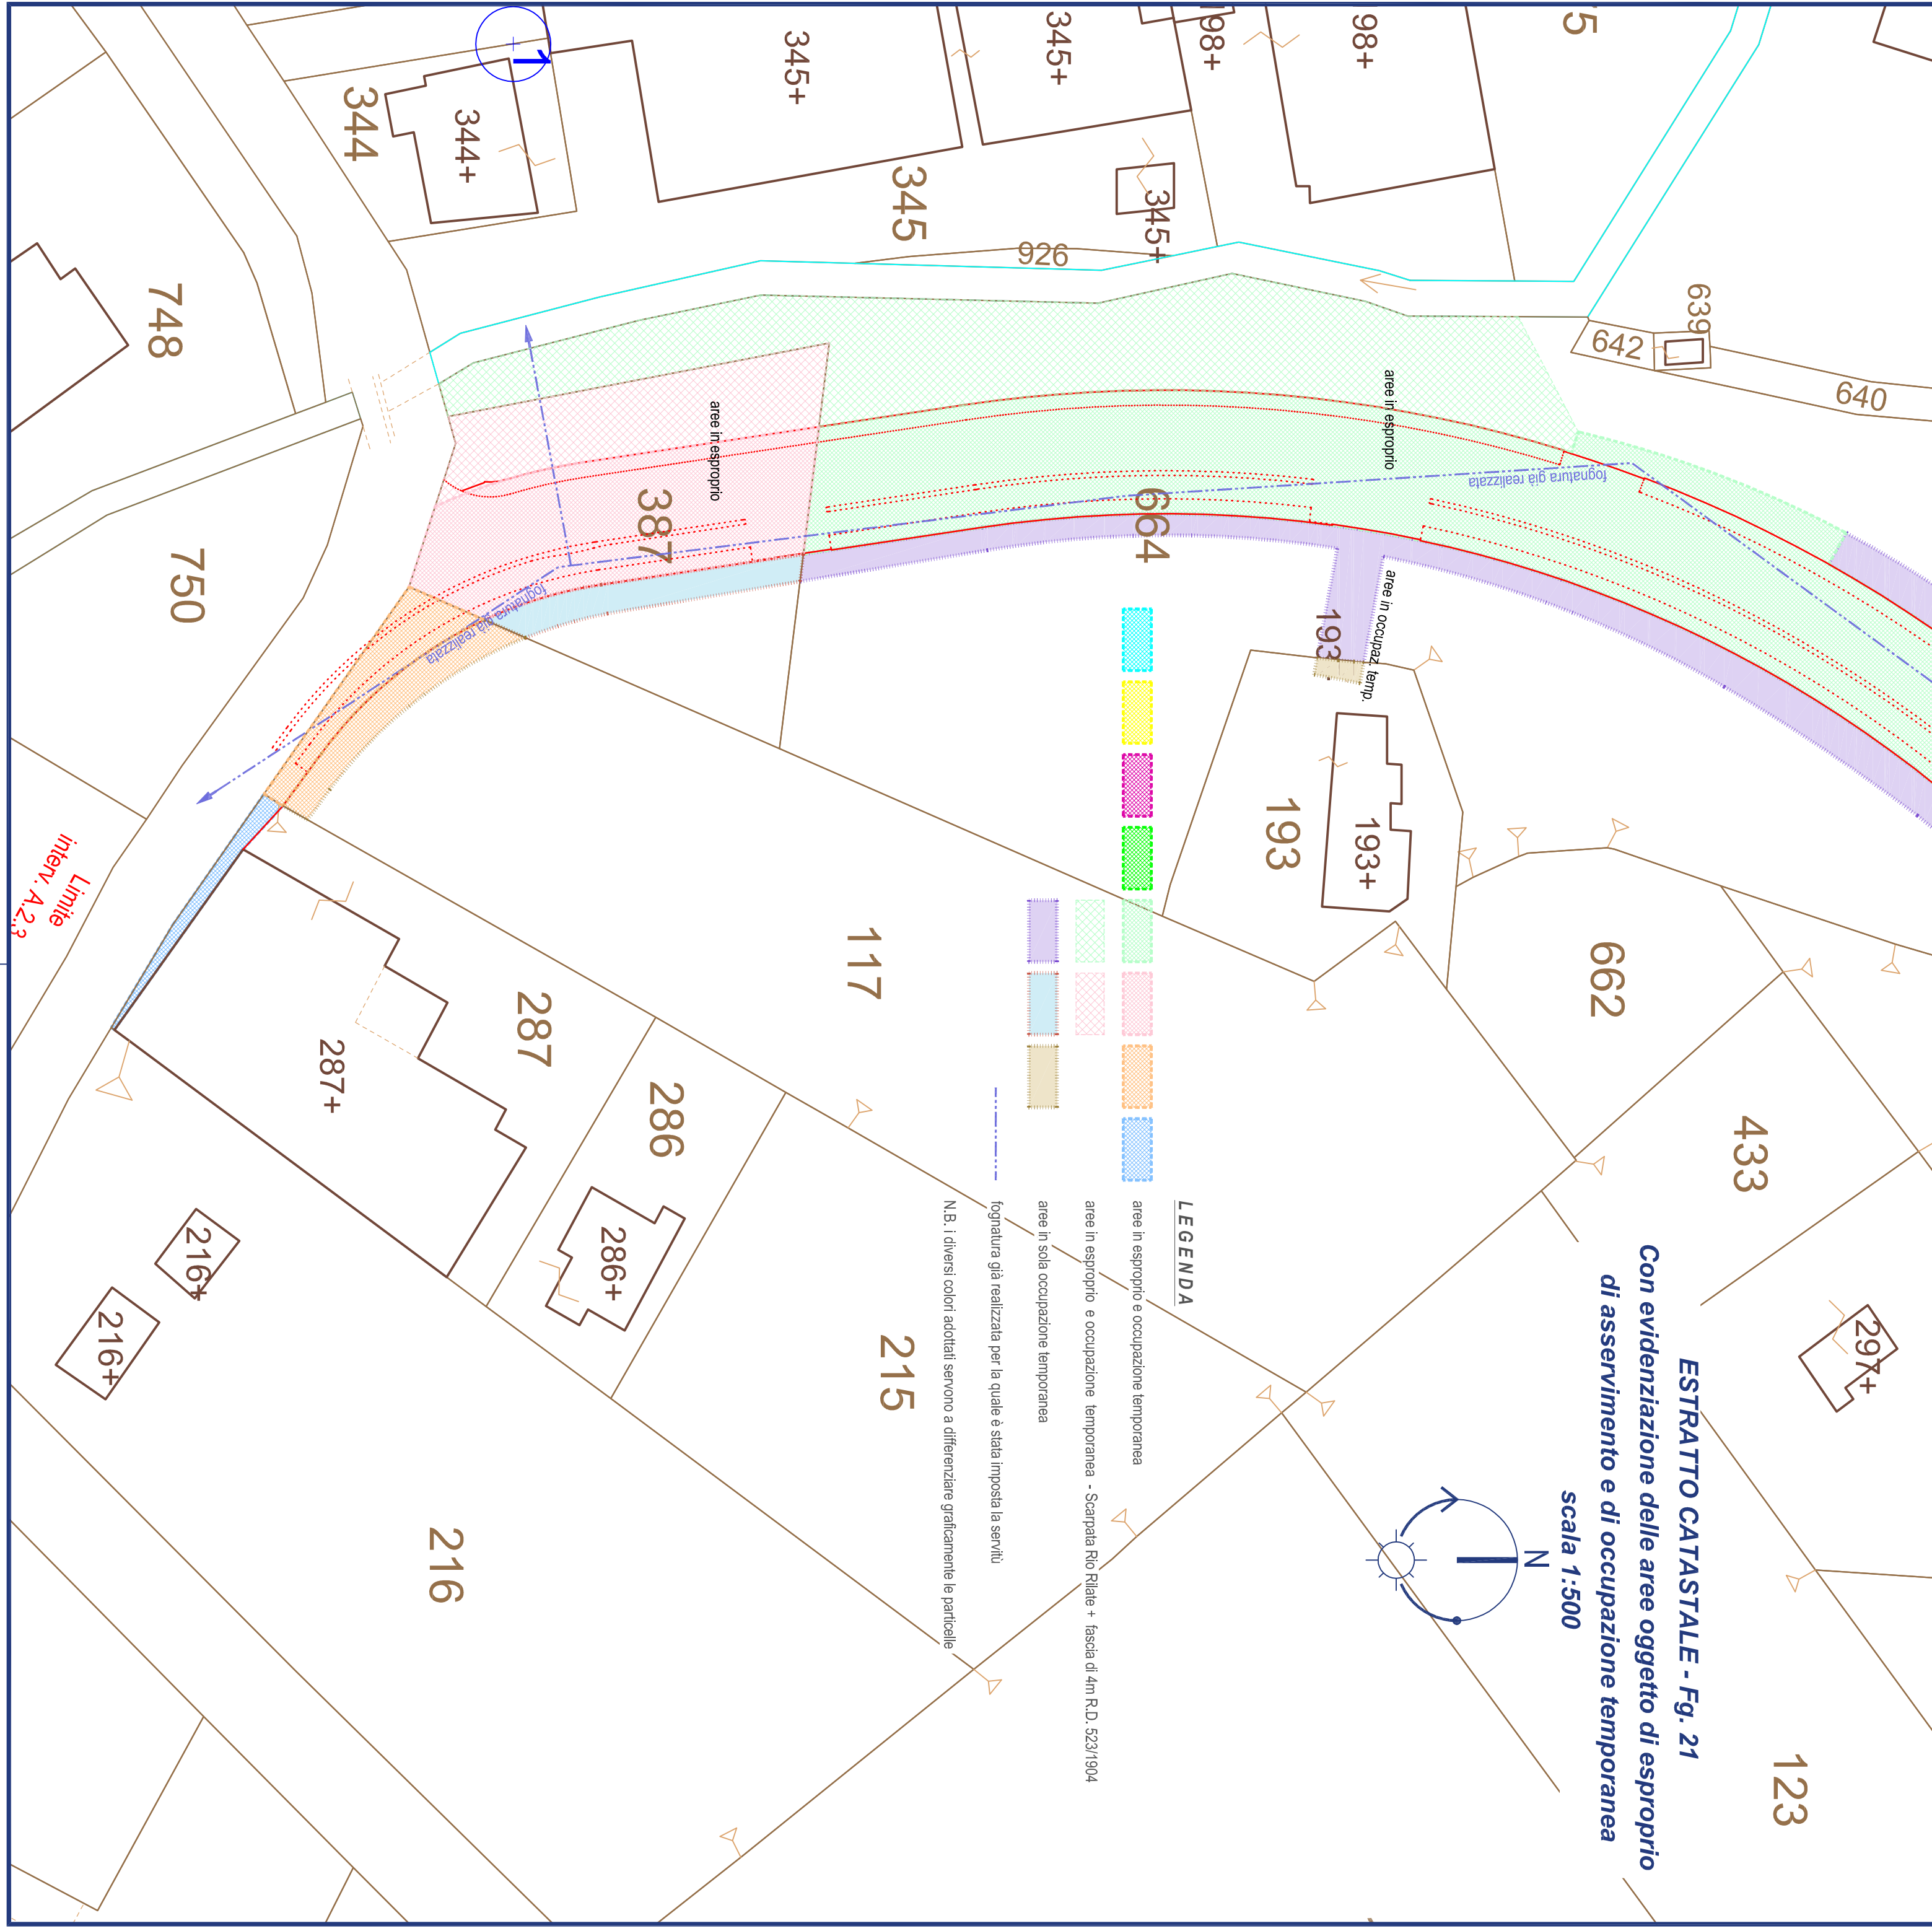 ESTRATTO CATASTALE - Fg. 21
Con evidenziazione delle aree oggetto di esproprio
di asservimento e di occupazione temporanea
scala 1:500
N
LEGENDA
aree in esproprio e occupazione temporanea
aree in esproprio e occupazione temporanea - Scarpata Rio Rilate + fascia di 4m R.D. 523/1904
aree in sola occupazione temporanea
fognatura già realizzata per la quale è stata imposta la servitù
N.B. i diversi colori adottati servono a differenziare graficamente le particelle
297+
123
433
662
639
642
640
5
98+
98+
345+
345+
345+
345
926
344+
344
1
748
750
aree in esproprio
aree in esproprio
fognatura già realizzata
fognatura già realizzata
664
387
aree in occupaz. temp.
193
193
193+
117
287
287+
286
286+
215
216
216+
216+
Limite
interv. A.2.3